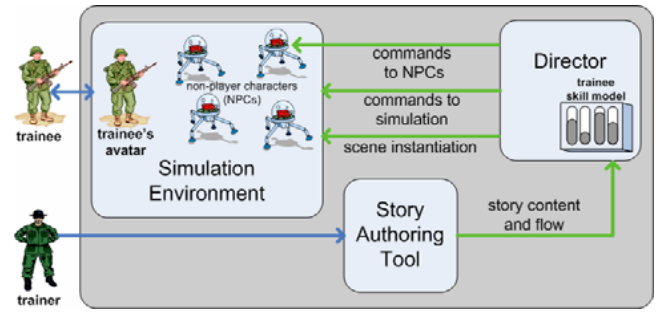 trainee
trainee's
avatar
non-player characters
(NPCs)
Simulation
Environment
commands
to NPCs
commands to
simulation
scene instantiation
Director
trainee
skill model
trainer
Story
Authoring
Tool
story content
and flow